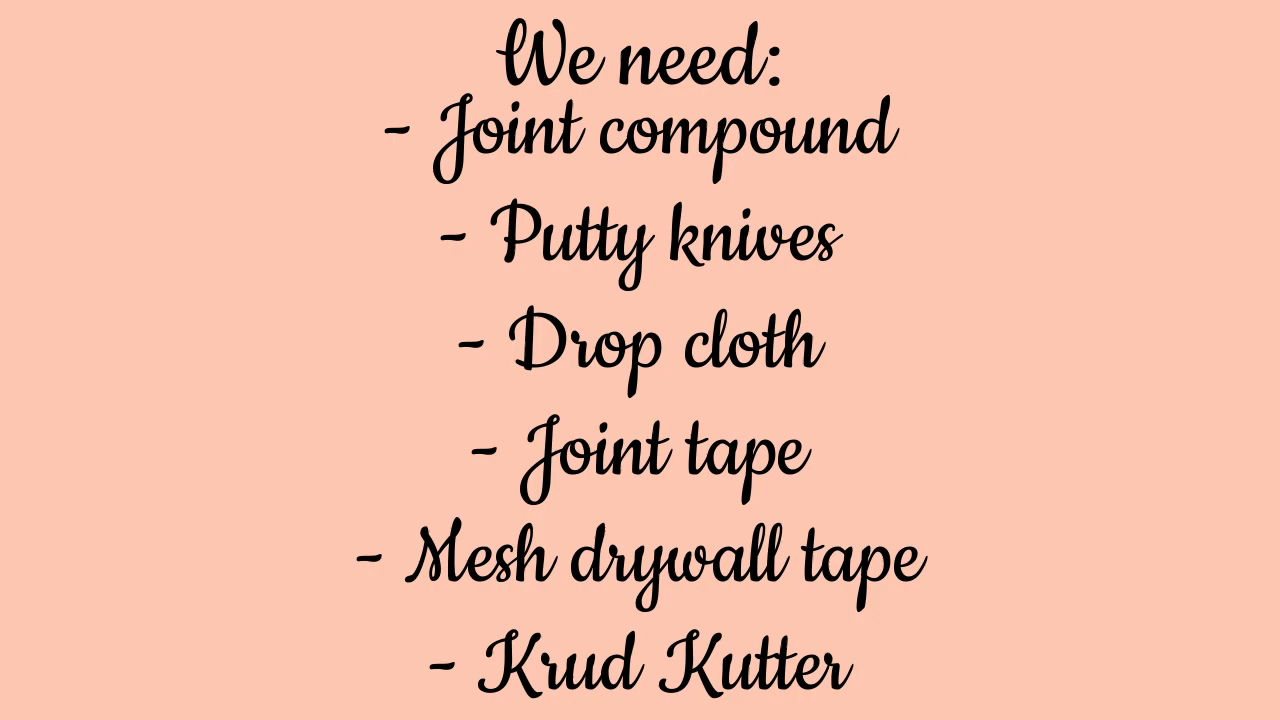 We need:
- Joint compound
- Putty knives
- Drop cloth
- Joint tape
- Mesh drywall tape
- Krud Kutter